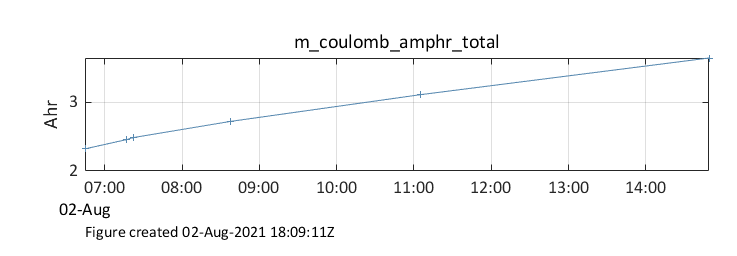 m_coulomb_amphr_total
Ahr
3
2
07:00 08:00 09:00 10:00 11:00 12:00 13:00 14:00
02-Aug
Figure created 02-Aug-2021 18:09:11Z